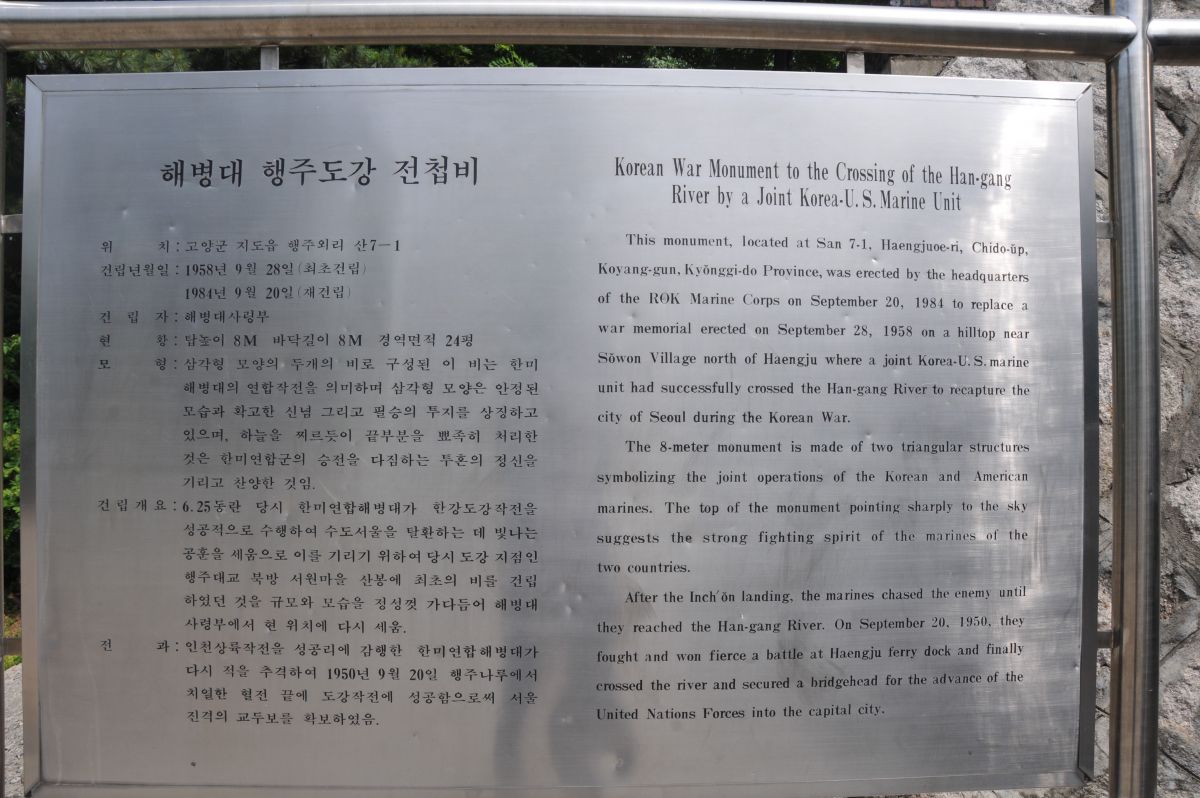 해병대 행주도강 전첩비
위 치 : 고양군 지도읍 행주외리 산7-1
건립년월일 : 1958년 9월 28일(최초건립)
1984년 9월 20일(재건립)
건 립 자 : 해병대사령부
현 황 : 탑높이 8M 바닥길이 8M 경역면적 24평
모 형 : 삼각형 모양의 두개의 비로 구성된 이 비는 한미
해병대의 연합작전을 의미하며 삼각형 모양은 안정된
모습과 확고한 신념 그리고 필승의 투지를 상징하고
있으며, 하늘을 찌르듯이 끝부분을 뾰족히 처리한
것은 한미연합군의 승전을 다짐하는 투혼의 정신을
기리고 찬양한 것임.
건립개요 : 6.25동란 당시 한미연합해병대가 한강도강작전을
성공적으로 수행하여 수도서울을 탈환하는 데 빛나는
공훈을 세움으로 이를 기리기 위하여 당시 도강 지점인
행주대교 북방 서원마을 산봉에 최초의 비를 건립
하였던 것을 규모와 모습을 정성껏 가다듬어 해병대
사령부에서 현 위치에 다시 세움.
전 과 : 인천상륙작전을 성공리에 감행한 한미연합해병대가
다시 적을 추격하여 1950년 9월 20일 행주나루에서
치열한 혈전 끝에 도강작전에 성공함으로써 서울
진격의 교두보를 확보하였음.
Korean War Monument to the Crossing of the Han-gang
River by a Joint Korea-U.S. Marine Unit
This monument, located at San 7-1, Haengjuoe-ri, Chido-ŭp,
Koyang-gun, Kyŏnggi-do Province, was erected by the headquarters
of the ROK Marine Corps on September 20, 1984 to replace a
war memorial erected on September 28, 1958 on a hilltop near
Sŏwon Village north of Haengju where a joint Korea-U.S. marine
unit had successfully crossed the Han-gang River to recapture the
city of Seoul during the Korean War.
The 8-meter monument is made of two triangular structures
symbolizing the joint operations of the Korean and American
marines. The top of the monument pointing sharply to the sky
suggests the strong fighting spirit of the marines of the
two countries.
After the Inch'ŏn landing, the marines chased the enemy until
they reached the Han-gang River. On September 20, 1950, they
fought and won fierce a battle at Haengju ferry dock and finally
crossed the river and secured a bridgehead for the advance of the
United Nations Forces into the capital city.